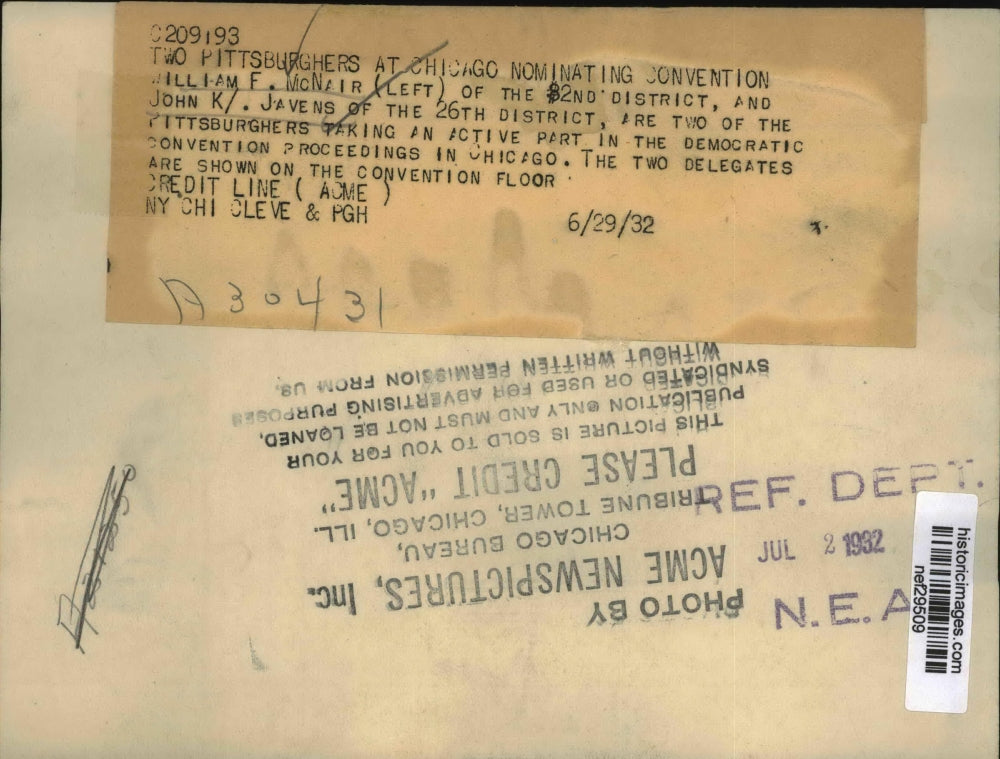 C209193
TWO PITTSBURGHERS AT CHICAGO NOMINATING CONVENTION
WILLIAM F. MCNAIR (LEFT) OF THE 32ND DISTRICT, AND
JOHN K/. JAVENS OF THE 26TH DISTRICT, ARE TWO OF THE
PITTSBURGHERS TAKING AN ACTIVE PART IN THE DEMOCRATIC
CONVENTION PROCEEDINGS IN CHICAGO. THE TWO DELEGATES
ARE SHOWN ON THE CONVENTION FLOOR.
CREDIT LINE ( ACME )
NY CHI CLEVE & PGH
6/29/32
A30431
PHOTO BY
ACME NEWSPICTURES, Inc.
CHICAGO BUREAU,
TRIBUNE TOWER, CHICAGO, ILL.
PLEASE CREDIT "ACME"
THIS PICTURE IS SOLD TO YOU FOR YOUR
PUBLICATION ONLY AND MUST NOT BE LOANED,
SYNDICATED OR USED FOR ADVERTISING PURPOSES
WITHOUT WRITTEN PERMISSION FROM US.
REF. DEPT.
JUL 2 1932
N.E.A
historicimages.com
nef29509